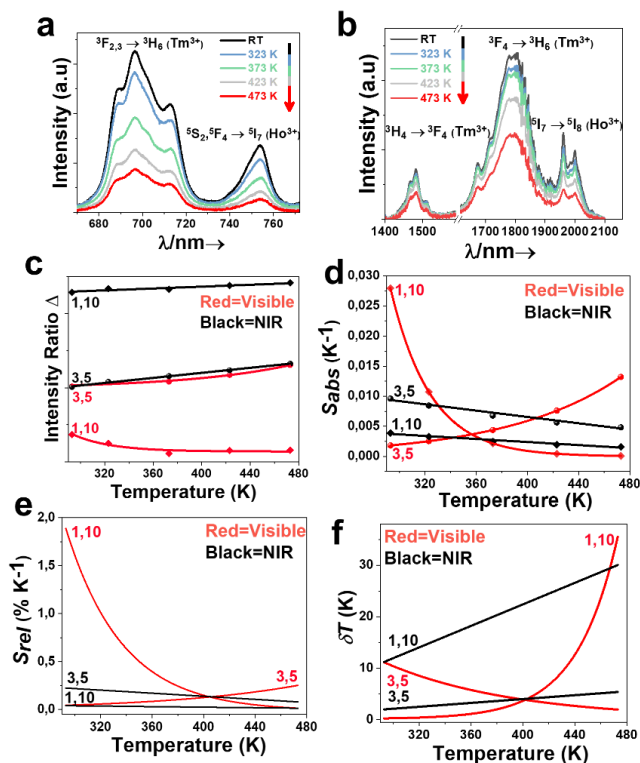 a
³F₂,₃ → ³H₆ (Tm³⁺)
RT
323 K
373 K
423 K
473 K
⁵S₂,⁵F₄ → ⁵I₇ (Ho³⁺)
Intensity (a.u)
680 700 720 740 760
λ/nm→
b
RT
323 K
373 K
423 K
473 K
³F₄ → ³H₆ (Tm³⁺)
³H₄ → ³F₄ (Tm³⁺)
⁵I₇ → ⁵I₈ (Ho³⁺)
Intensity (a.u)
1400 1500 1700 1800 1900 2000 2100
λ/nm→
c
1,10
Red=Visible
Black=NIR
3,5
3,5
1,10
Intensity Ratio Δ
320 360 400 440 480
Temperature (K)
d
0,030
0,025
0,020
0,015
0,010
0,005
0,000
1,10
Red=Visible
Black=NIR
3,5
1,10
3,5
Sabs (K⁻¹)
320 360 400 440 480
Temperature (K)
e
2,0
1,5
1,0
0,5
0,0
Red=Visible
1,10
Black=NIR
3,5
3,5
1,10
Srel (% K⁻¹)
320 360 400 440 480
Temperature (K)
f
30
20
10
0
Red=Visible
Black=NIR
1,10
1,10
3,5
3,5
δT (K)
320 360 400 440 480
Temperature (K)